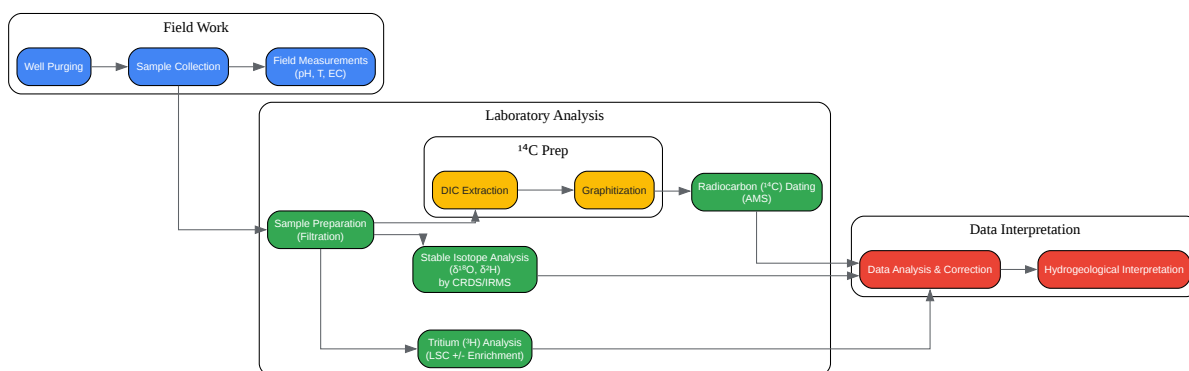 Field Work
Well Purging
Sample Collection
Field Measurements
(pH, T, EC)
Laboratory Analysis
¹⁴C Prep
DIC Extraction
Graphitization
Radiocarbon (¹⁴C) Dating
(AMS)
Sample Preparation
(Filtration)
Stable Isotope Analysis
(δ¹⁸O, δ²H)
by CRDS/IRMS
Tritium (³H) Analysis
(LSC +/- Enrichment)
Data Interpretation
Data Analysis & Correction
Hydrogeological Interpretation